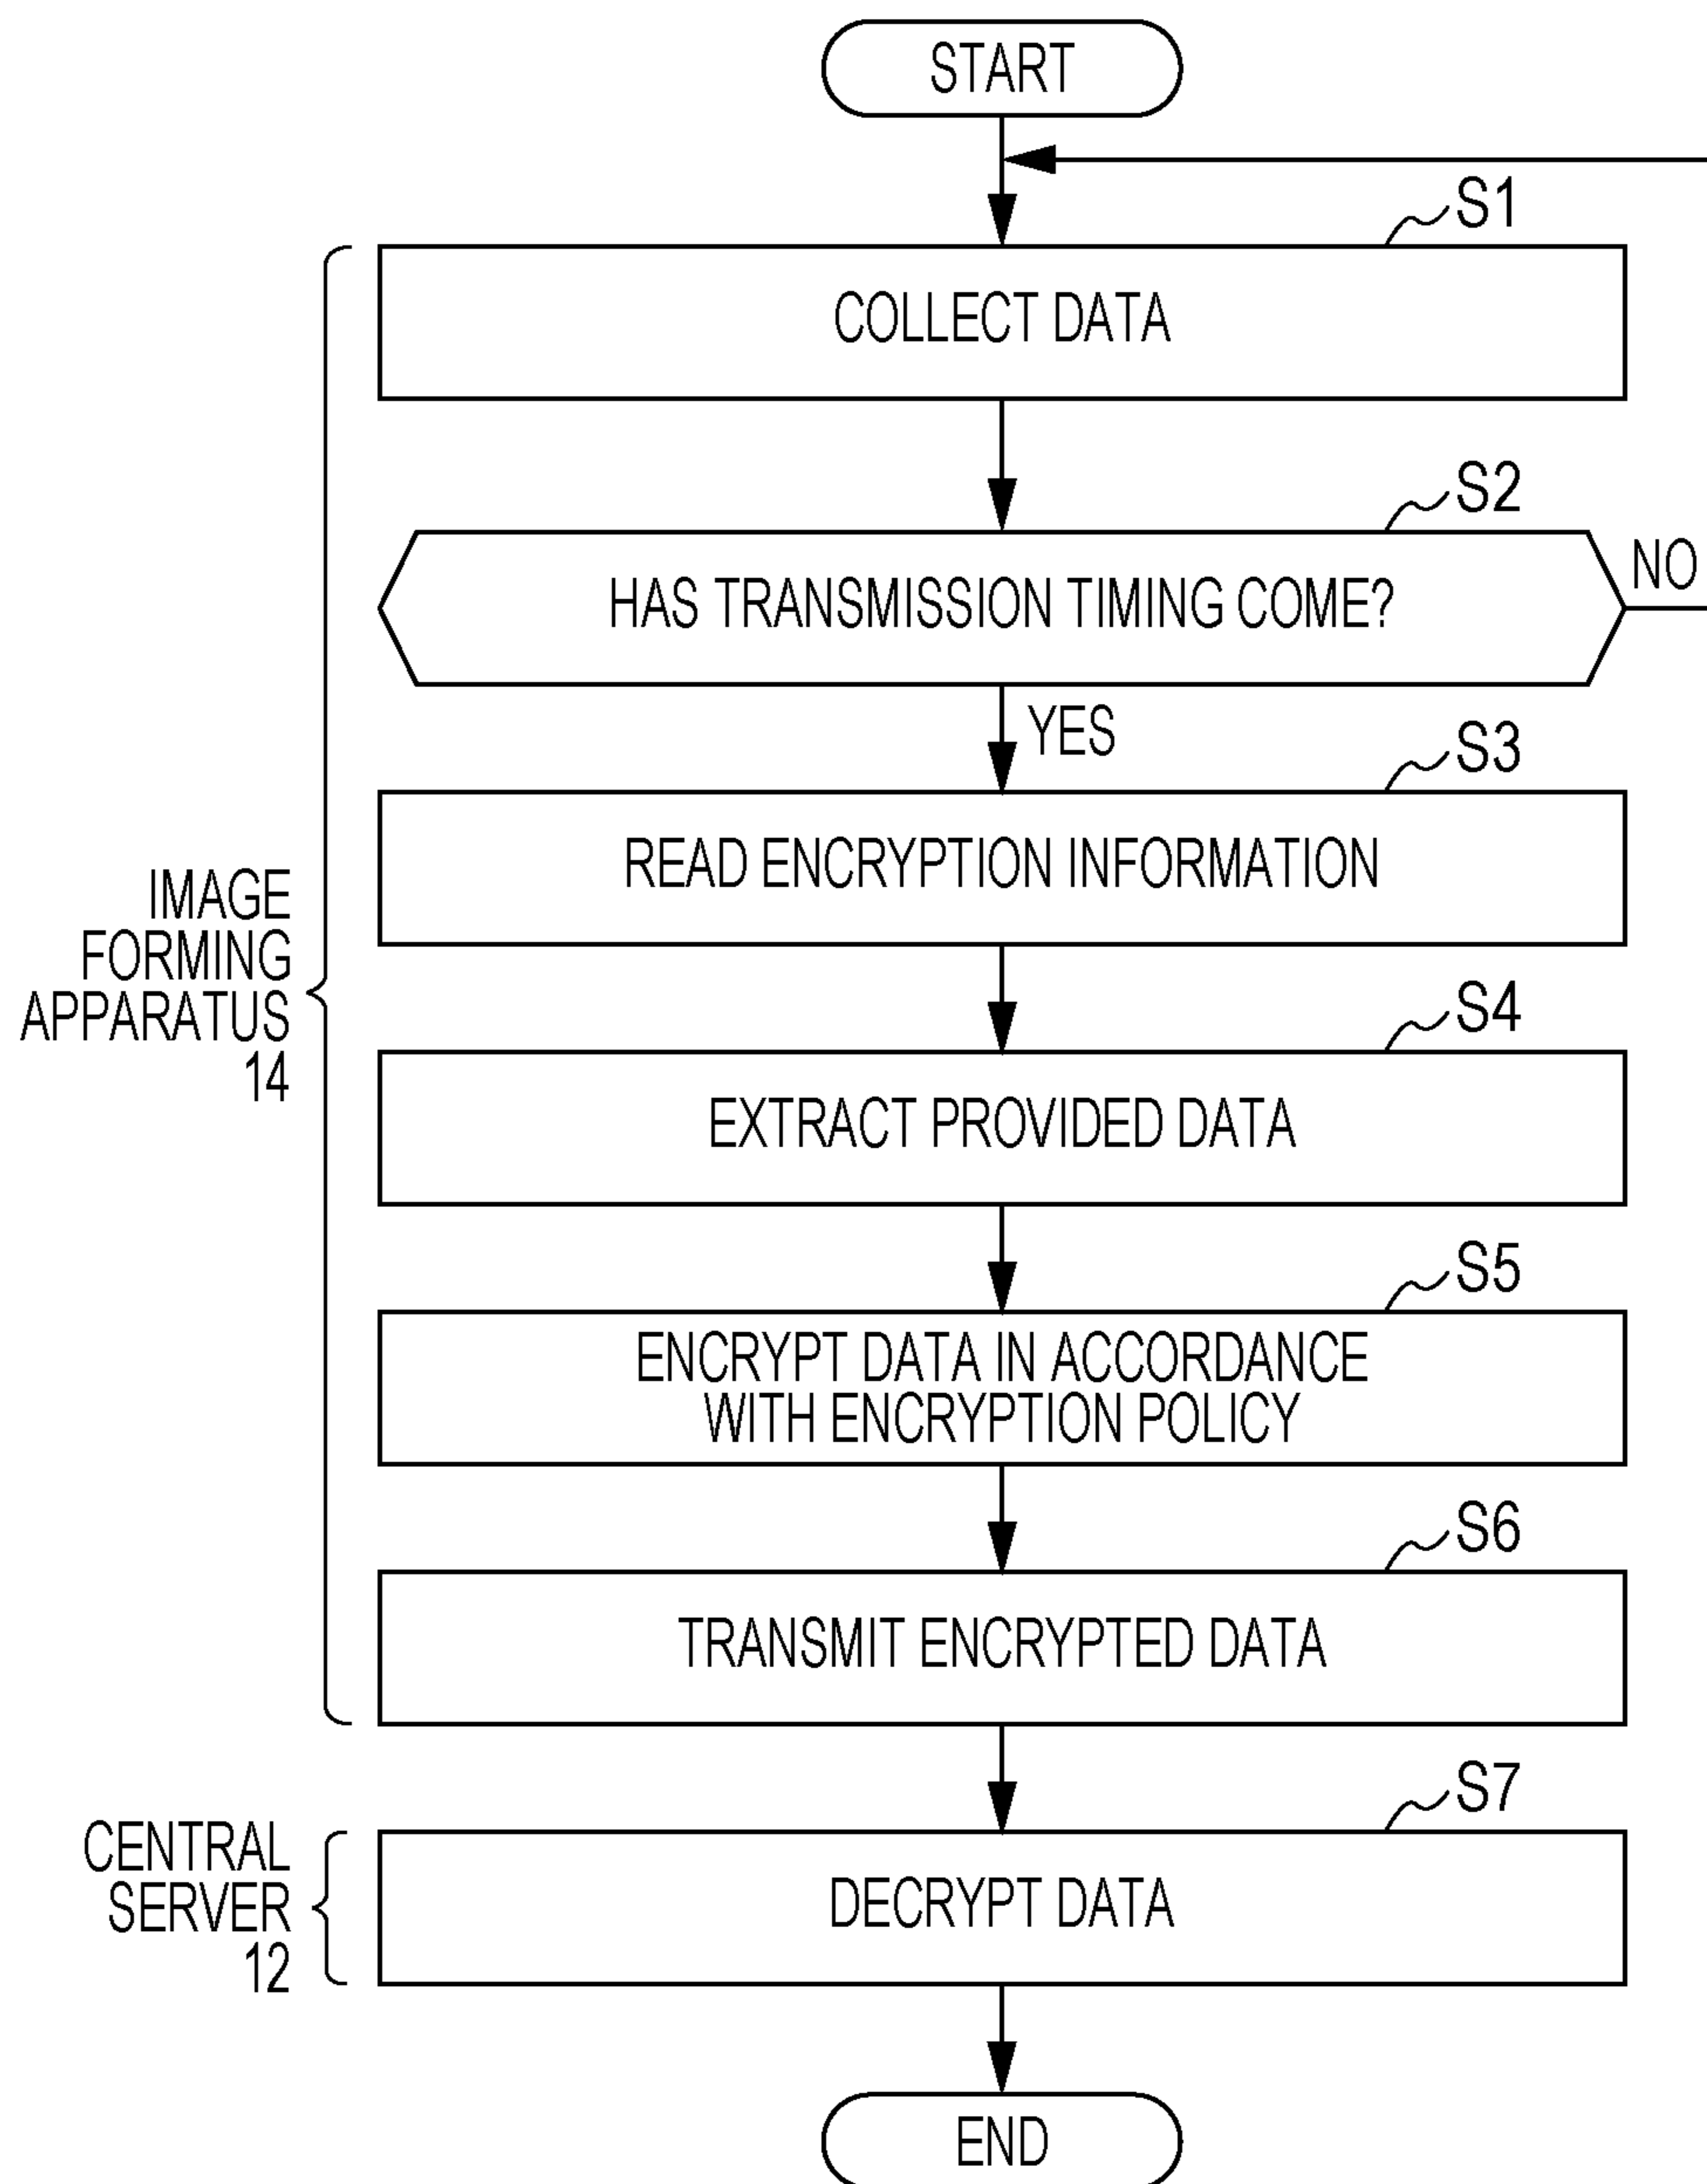 START
S1
COLLECT DATA
S2
HAS TRANSMISSION TIMING COME?
NO
YES
S3
READ ENCRYPTION INFORMATION
IMAGE
FORMING
APPARATUS
14
S4
EXTRACT PROVIDED DATA
S5
ENCRYPT DATA IN ACCORDANCE
WITH ENCRYPTION POLICY
S6
TRANSMIT ENCRYPTED DATA
S7
CENTRAL
SERVER
12
DECRYPT DATA
END